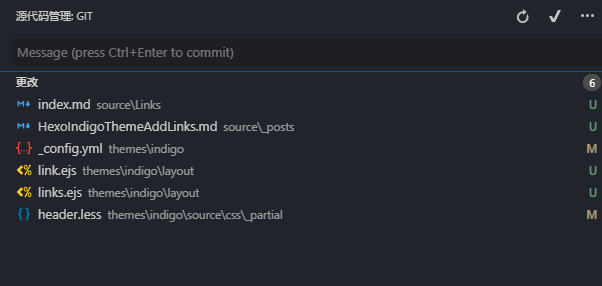 源代码管理: GIT
Message (press Ctrl+Enter to commit)
更改 6
index.md source\Links U
HexoIndigoThemeAddLinks.md source\_posts U
_config.yml themes\indigo M
link.ejs themes\indigo\layout U
links.ejs themes\indigo\layout U
header.less themes\indigo\source\css\_partial M